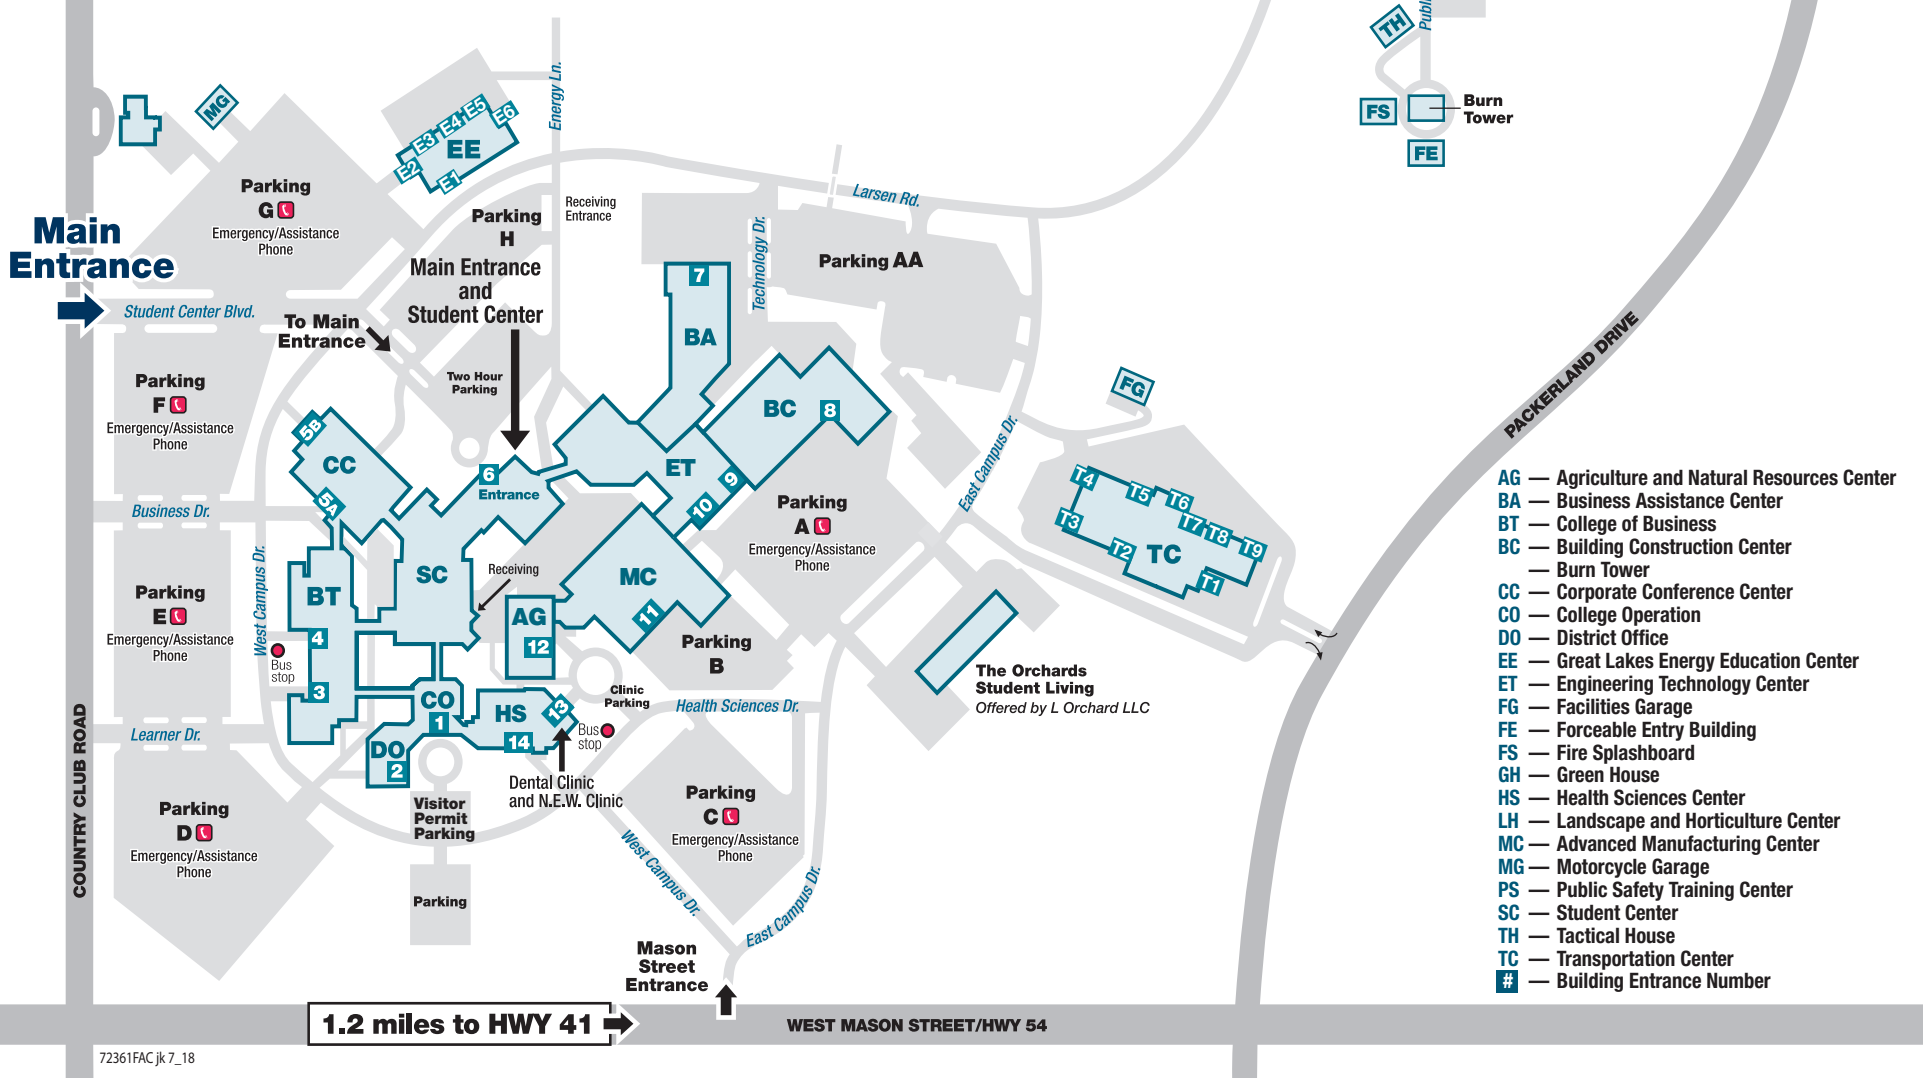 TH
Publi
FS
Burn
Tower
FE
MG
Energy Ln.
E6
E5
E4
E3
E2
E1
EE
Parking
G
Emergency/Assistance
Phone
Main
Entrance
Student Center Blvd.
Parking
H
Receiving
Entrance
Main Entrance
and
Student Center
To Main
Entrance
Two Hour
Parking
Larsen Rd.
Technology Dr.
Parking AA
7
BA
BC
8
FG
PACKERLAND DRIVE
Parking
F
Emergency/Assistance
Phone
5B
CC
5A
6
Entrance
ET
9
10
Parking
A
Emergency/Assistance
Phone
East Campus Dr.
T4
T5
T6
T7
T8
T9
T3
T2
T1
TC
Business Dr.
West Campus Dr.
Parking
E
Emergency/Assistance
Phone
BT
4
3
Bus
stop
SC
Receiving
MC
11
AG
12
Parking
B
The Orchards
Student Living
Offered by L Orchard LLC
Clinic
Parking
Health Sciences Dr.
CO
1
HS
13
14
Bus
stop
DO
2
Learner Dr.
COUNTRY CLUB ROAD
Dental Clinic
and N.E.W. Clinic
Visitor
Permit
Parking
Parking
Parking
D
Emergency/Assistance
Phone
Parking
C
Emergency/Assistance
Phone
West Campus Dr.
East Campus Dr.
Mason
Street
Entrance
1.2 miles to HWY 41
WEST MASON STREET/HWY 54
72361FAC jk 7_18
AG — Agriculture and Natural Resources Center
BA — Business Assistance Center
BT — College of Business
BC — Building Construction Center
— Burn Tower
CC — Corporate Conference Center
CO — College Operation
DO — District Office
EE — Great Lakes Energy Education Center
ET — Engineering Technology Center
FG — Facilities Garage
FE — Forceable Entry Building
FS — Fire Splashboard
GH — Green House
HS — Health Sciences Center
LH — Landscape and Horticulture Center
MC — Advanced Manufacturing Center
MG — Motorcycle Garage
PS — Public Safety Training Center
SC — Student Center
TH — Tactical House
TC — Transportation Center
# — Building Entrance Number